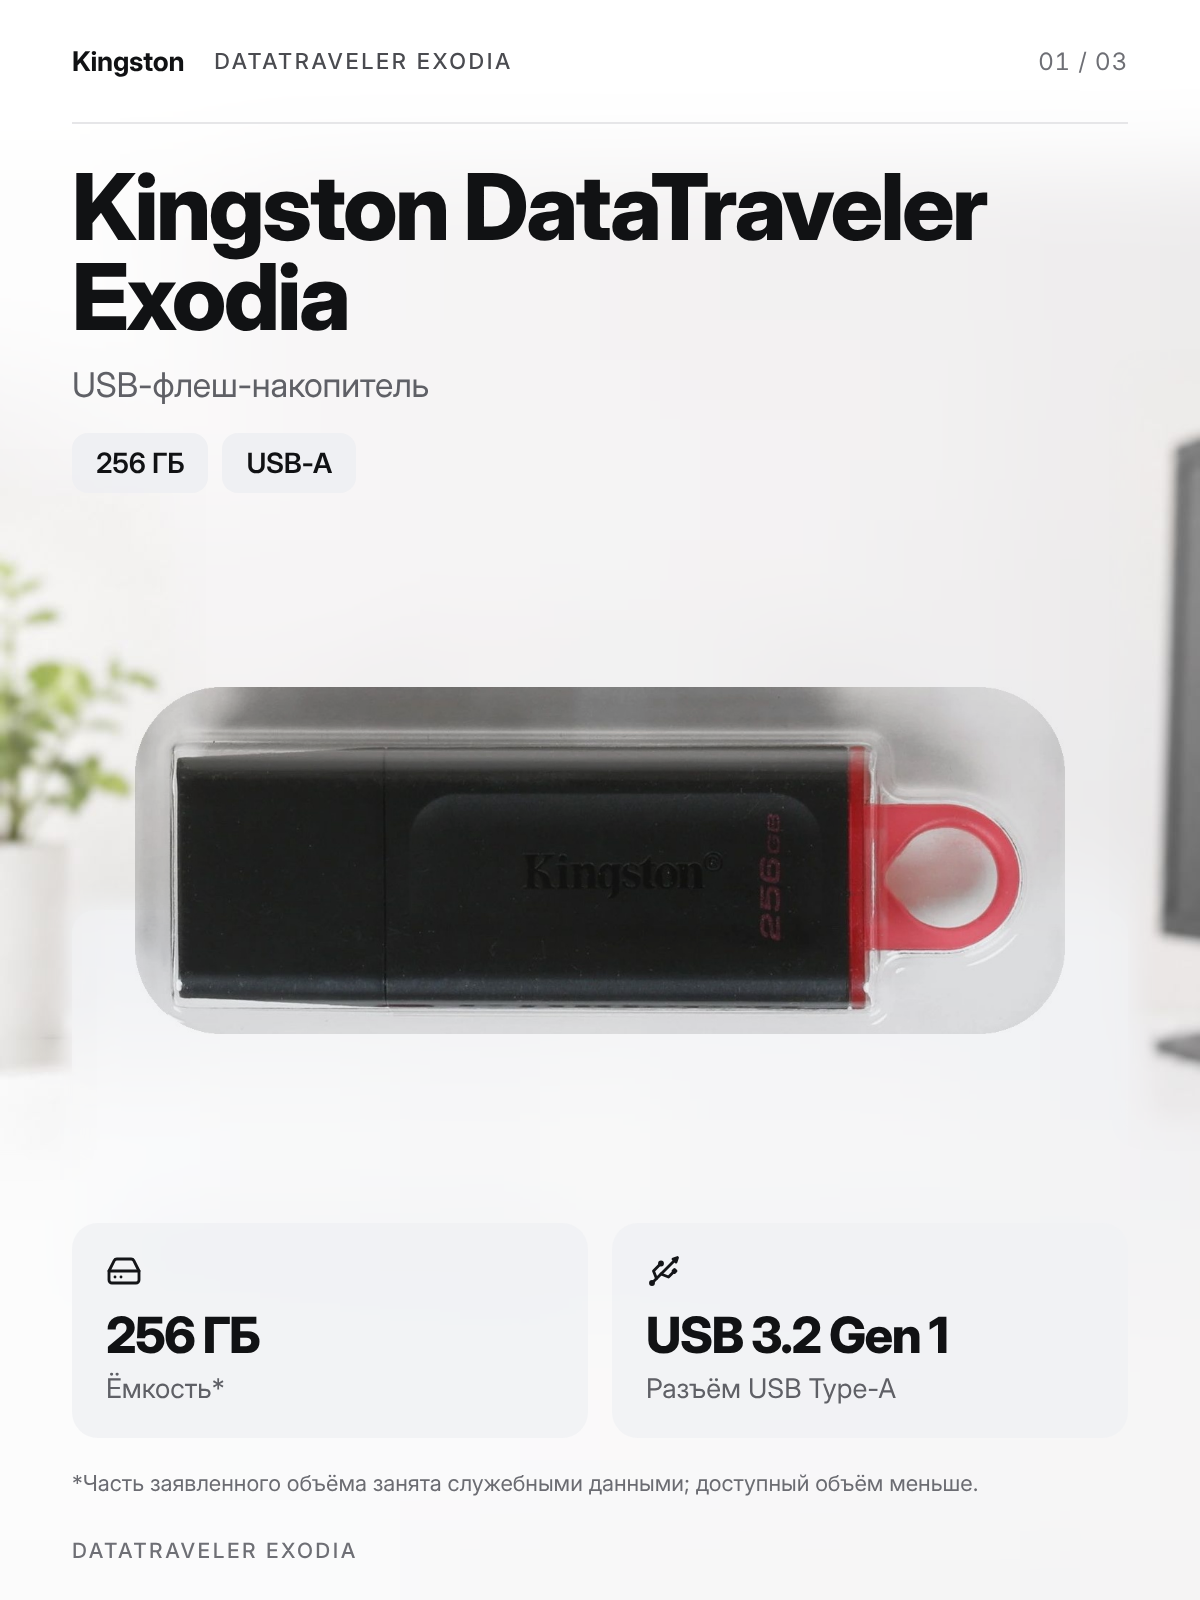 Kingston DATATRAVELER EXODIA 01 / 03
Kingston DataTraveler
Exodia
USB-флеш-накопитель
256 ГБ USB-A
Kingston®
256GB
256 ГБ
Ёмкость*
USB 3.2 Gen 1
Разъём USB Type-A
*Часть заявленного объёма занята служебными данными; доступный объём меньше.
DATATRAVELER EXODIA